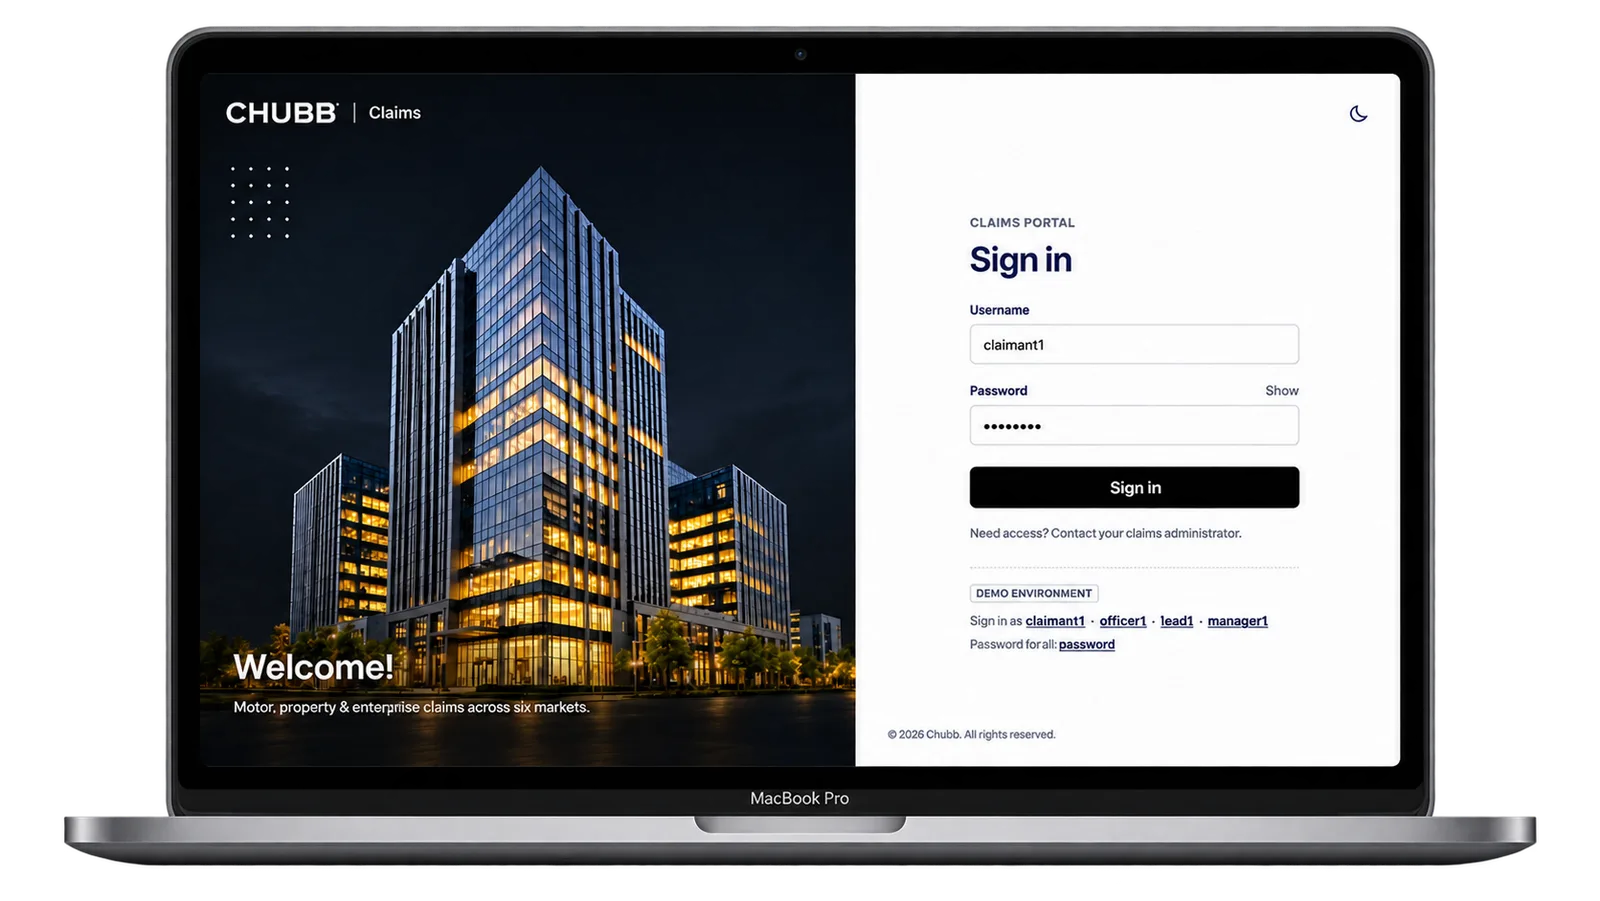 CHUBB | Claims
Welcome!
Motor, property & enterprise claims across six markets.
CLAIMS PORTAL
Sign in
Username
claimant1
Password Show
••••••••
Sign in
Need access? Contact your claims administrator.
DEMO ENVIRONMENT
Sign in as claimant1 · officer1 · lead1 · manager1
Password for all: password
© 2026 Chubb. All rights reserved.
MacBook Pro